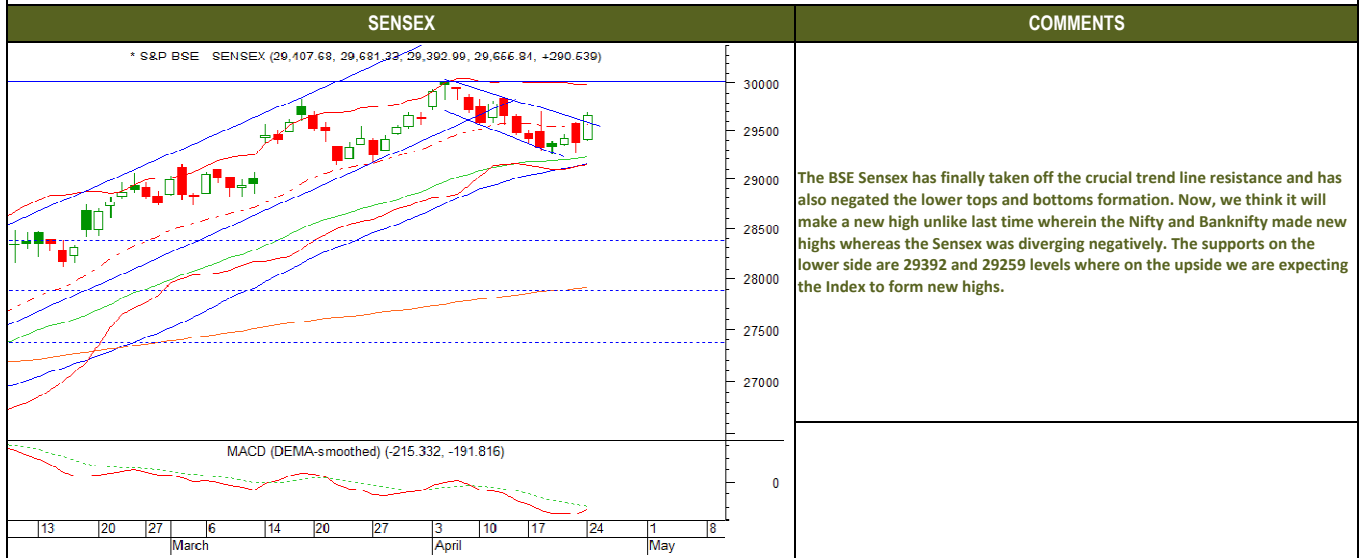 SENSEX
COMMENTS
* S&P BSE SENSEX (29,407.68, 29,681.33, 29,392.99, 29,655.84, +290.539)
30000
29500
29000
28500
28000
27500
27000
The BSE Sensex has finally taken off the crucial trend line resistance and has
also negated the lower tops and bottoms formation. Now, we think it will
make a new high unlike last time wherein the Nifty and Banknifty made new
highs whereas the Sensex was diverging negatively. The supports on the
lower side are 29392 and 29259 levels where on the upside we are expecting
the Index to form new highs.
MACD (DEMA-smoothed) (-215.332, -191.816)
0
13 20 27 6 14 20 27 3 10 17 24 1 8
March April May